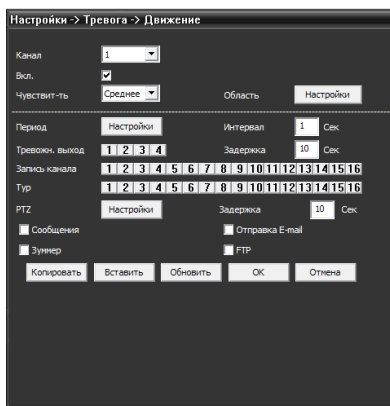 Настройки -> Тревога -> Движение
Канал 1
Вкл.
Чувствит-ть Среднее Область Настройки
Период Настройки Интервал 1 Сек
Тревожн. выход 1 2 3 4 Задержка 10 Сек
Запись канала 1 2 3 4 5 6 7 8 9 10 11 12 13 14 15 16
Тур 1 2 3 4 5 6 7 8 9 10 11 12 13 14 15 16
PTZ Настройки Задержка 10 Сек
Сообщения Отправка E-mail
Зуммер FTP
Копировать Вставить Обновить OK Отмена